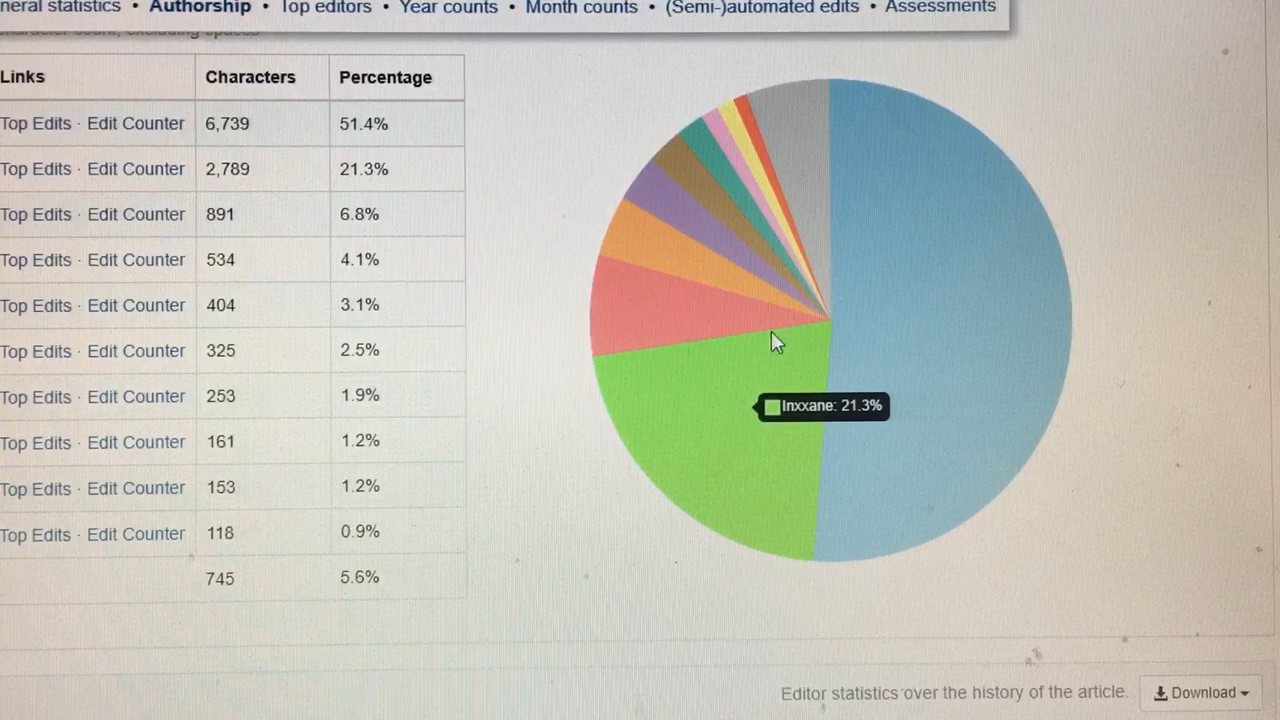 neral statistics • Authorship • Top editors • Year counts • Month counts • (Semi-)automated edits • Assessments
character count, excluding spaces
Links Characters Percentage
Top Edits · Edit Counter 6,739 51.4%
Top Edits · Edit Counter 2,789 21.3%
Top Edits · Edit Counter 891 6.8%
Top Edits · Edit Counter 534 4.1%
Top Edits · Edit Counter 404 3.1%
Top Edits · Edit Counter 325 2.5%
Top Edits · Edit Counter 253 1.9%
Top Edits · Edit Counter 161 1.2%
Top Edits · Edit Counter 153 1.2%
Top Edits · Edit Counter 118 0.9%
745 5.6%
Inxxane: 21.3%
Editor statistics over the history of the article. Download